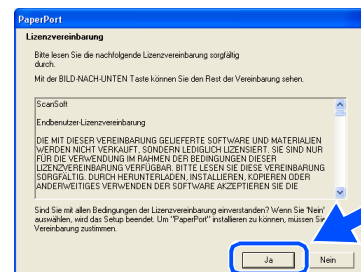 PaperPort
Lizenzvereinbarung
Bitte lesen Sie die nachfolgende Lizenzvereinbarung sorgfältig
durch.
Mit der BILD-NACH-UNTEN Taste können Sie den Rest der Vereinbarung sehen.
ScanSoft
Endbenutzer-Lizenzvereinbarung
DIE MIT DIESER VEREINBARUNG GELIEFERTE SOFTWARE UND MATERIALIEN
WERDEN NICHT VERKAUFT, SONDERN LEDIGLICH LIZENSIERT. SIE SIND NUR
FÜR DIE VERWENDUNG IM RAHMEN DER BEDINGUNGEN DIESER
LIZENZVEREINBARUNG VERFÜGBAR. BITTE LESEN SIE DIESE VEREINBARUNG
SORGFÄLTIG. DURCH HERUNTERLADEN, INSTALLIEREN, KOPIEREN ODER
ANDERWEITIGES VERWENDEN DER SOFTWARE AKZEPTIEREN SIE DIE
Sind Sie mit allen Bedingungen der Lizenzvereinbarung einverstanden? Wenn Sie 'Nein'
auswählen, wird das Setup beendet. Um "PaperPort" installieren zu können, müssen Sie
Vereinbarung zustimmen.
Ja
Nein